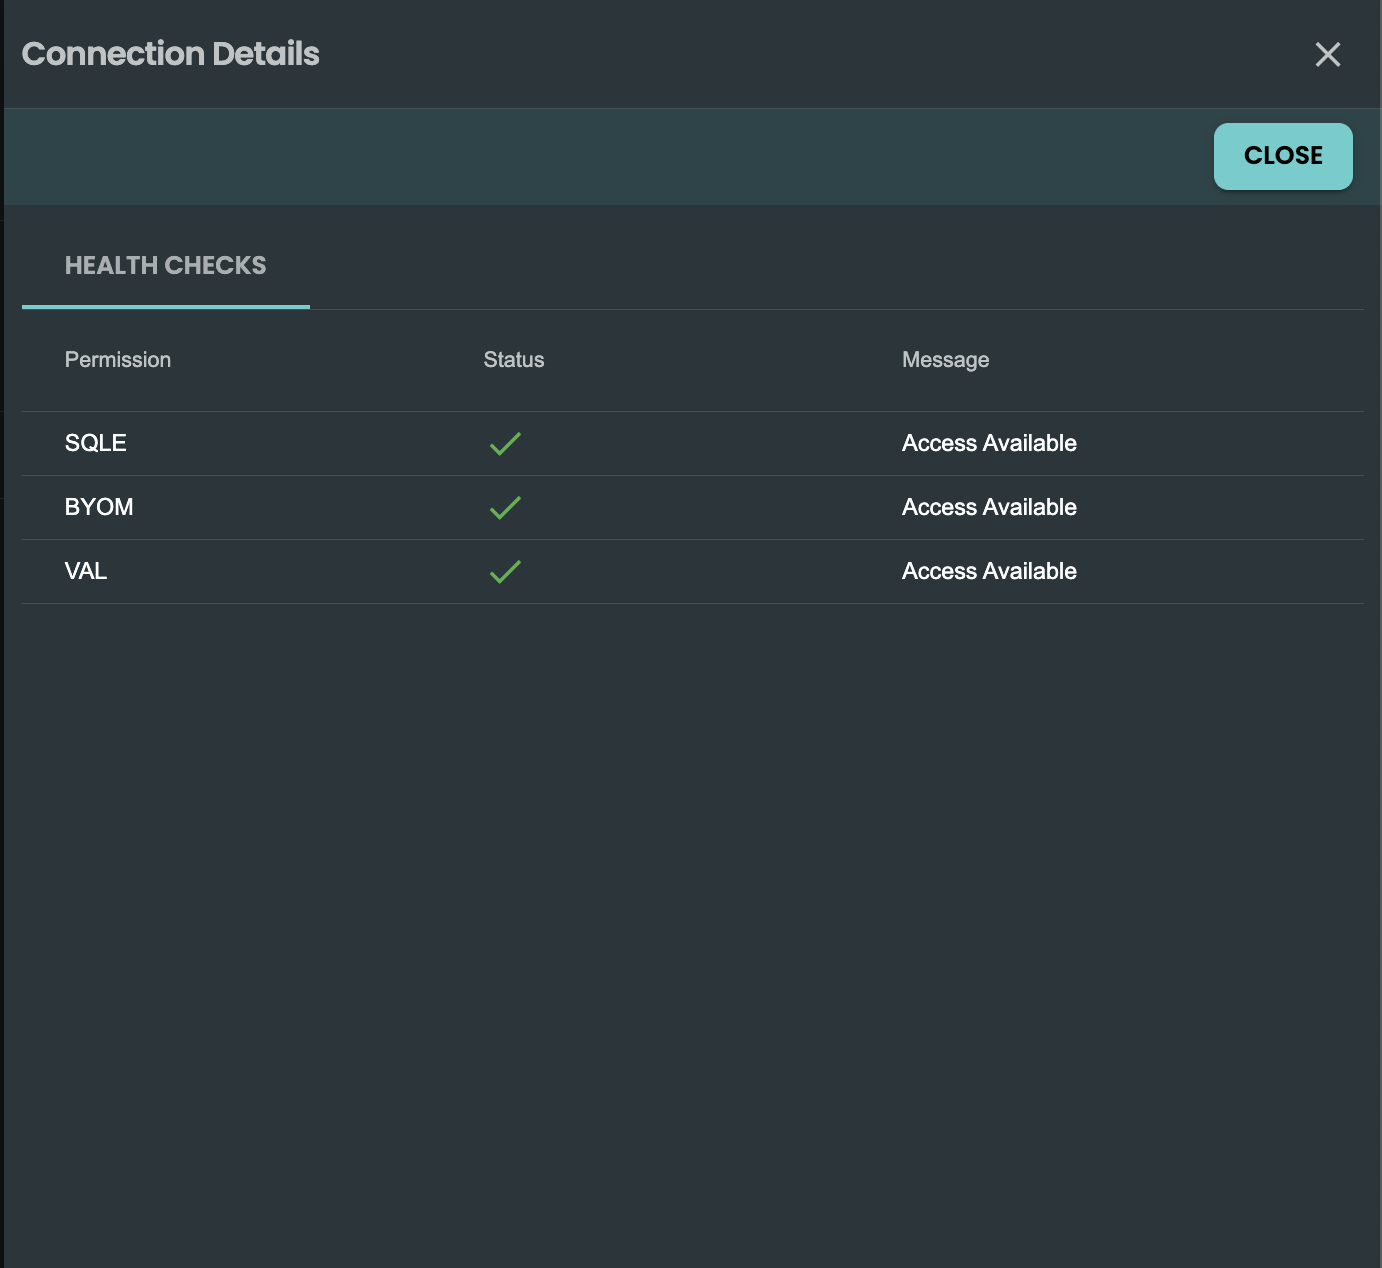 Connection Details
CLOSE
HEALTH CHECKS
Permission Status Message
SQLE Access Available
BYOM Access Available
VAL Access Available